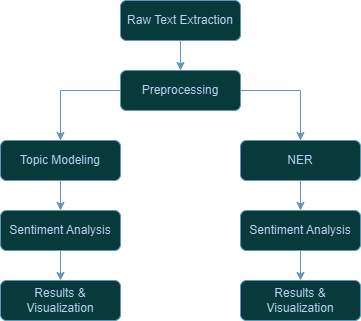 Raw Text Extraction
Preprocessing
Topic Modeling
NER
Sentiment Analysis
Sentiment Analysis
Results &
Visualization
Results &
Visualization